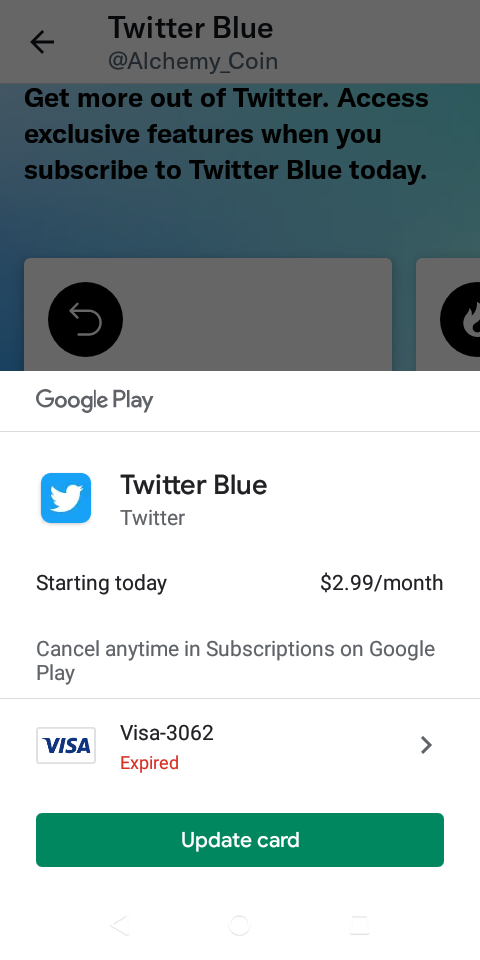 Twitter Blue
@Alchemy_Coin
Get more out of Twitter. Access
exclusive features when you
subscribe to Twitter Blue today.
Google Play
Twitter Blue
Twitter
Starting today $2.99/month
Cancel anytime in Subscriptions on Google
Play
VISA Visa-3062
Expired
Update card